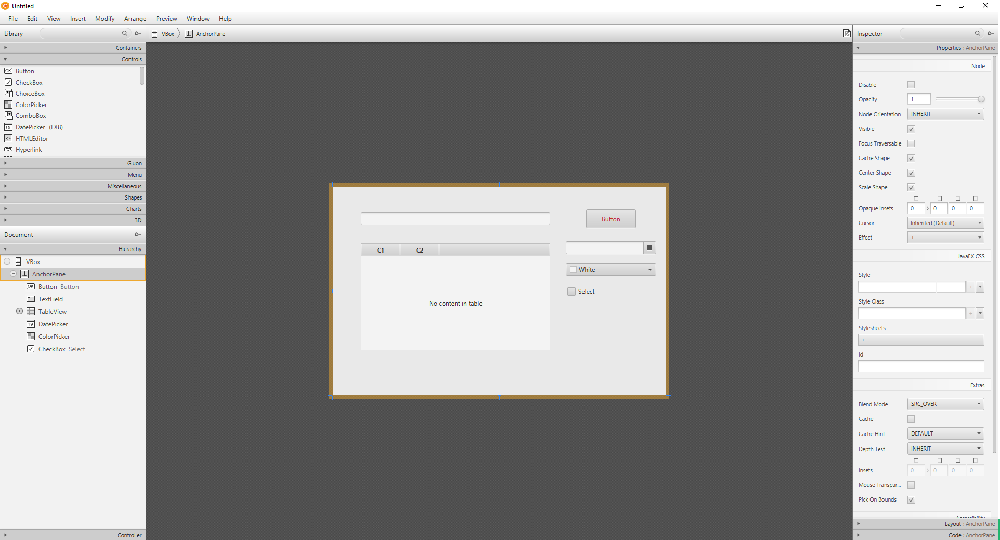 Untitled
File Edit View Insert Modify Arrange Preview Window Help
Library
VBox AnchorPane
Inspector
Containers
Controls
Button
CheckBox
ChoiceBox
ColorPicker
ComboBox
DatePicker (FX8)
HTMLEditor
Hyperlink
Gluon
Menu
Miscellaneous
Shapes
Charts
3D
Document
Hierarchy
VBox
AnchorPane
Button Button
TextField
TableView
DatePicker
ColorPicker
CheckBox Select
Controller
Button
C1 C2
White
Select
No content in table
Properties : AnchorPane
Node
Disable
Opacity 1
Node Orientation INHERIT
Visible
Focus Traversable
Cache Shape
Center Shape
Scale Shape
Opaque Insets 0 0 0 0
Cursor Inherited (Default)
Effect +
JavaFX CSS
Style
Style Class
Stylesheets
+
Id
Extras
Blend Mode SRC_OVER
Cache
Cache Hint DEFAULT
Depth Test INHERIT
Insets 0 0 0 0
Mouse Transpar...
Pick On Bounds
Layout : AnchorPane
Code : AnchorPane